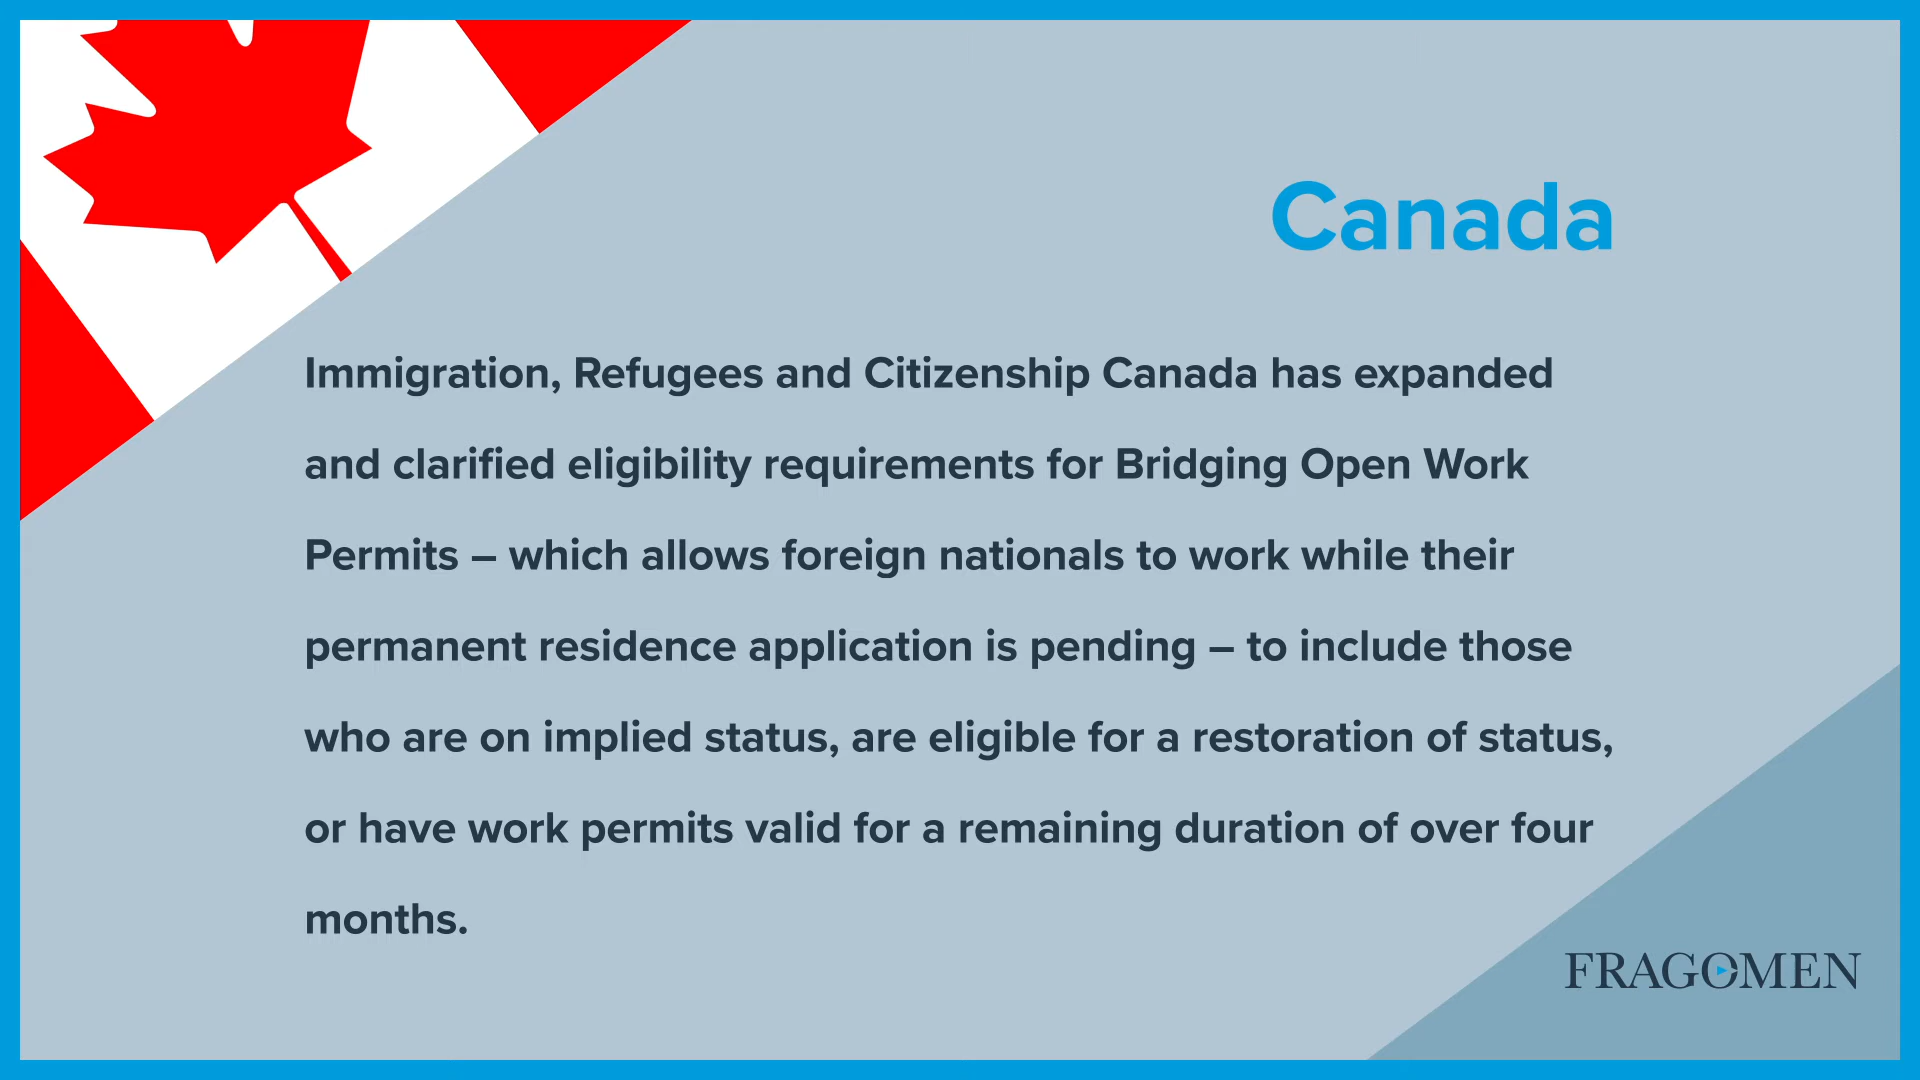 Canada
Immigration, Refugees and Citizenship Canada has expanded
and clarified eligibility requirements for Bridging Open Work
Permits – which allows foreign nationals to work while their
permanent residence application is pending – to include those
who are on implied status, are eligible for a restoration of status,
or have work permits valid for a remaining duration of over four
months.
FRAGOMEN